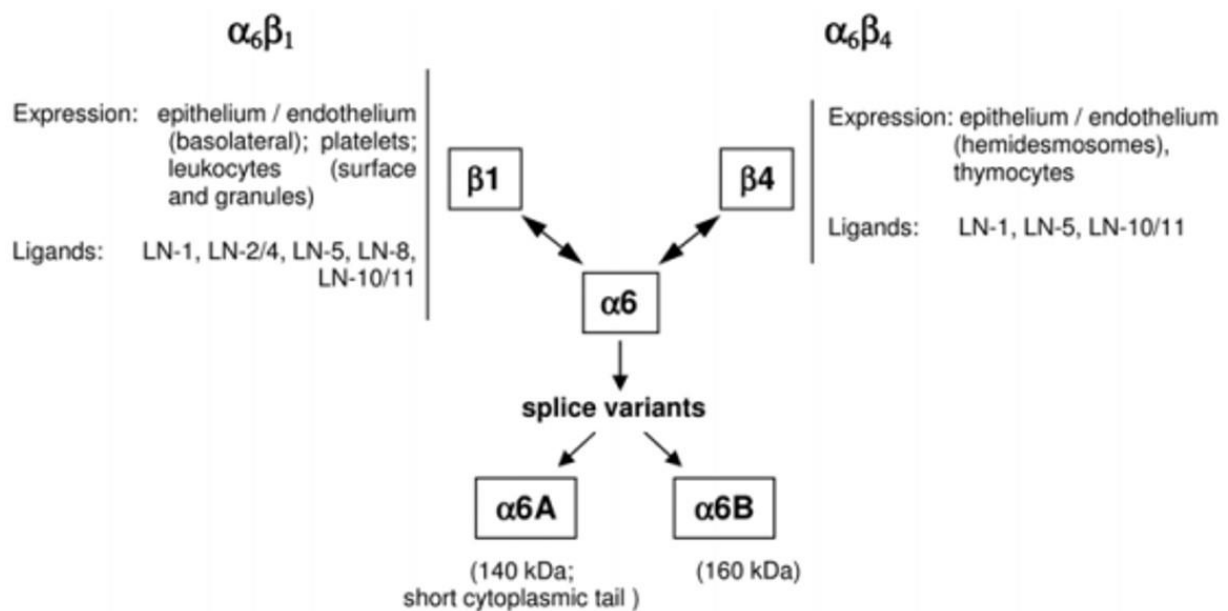 α₆β₁
Expression: epithelium / endothelium
(basolateral); platelets;
leukocytes (surface
and granules)
Ligands: LN-1, LN-2/4, LN-5, LN-8,
LN-10/11
α₆β₄
Expression: epithelium / endothelium
(hemidesmosomes),
thymocytes
Ligands: LN-1, LN-5, LN-10/11
β1
β4
α6
splice variants
α6A
α6B
(140 kDa;
short cytoplasmic tail )
(160 kDa)